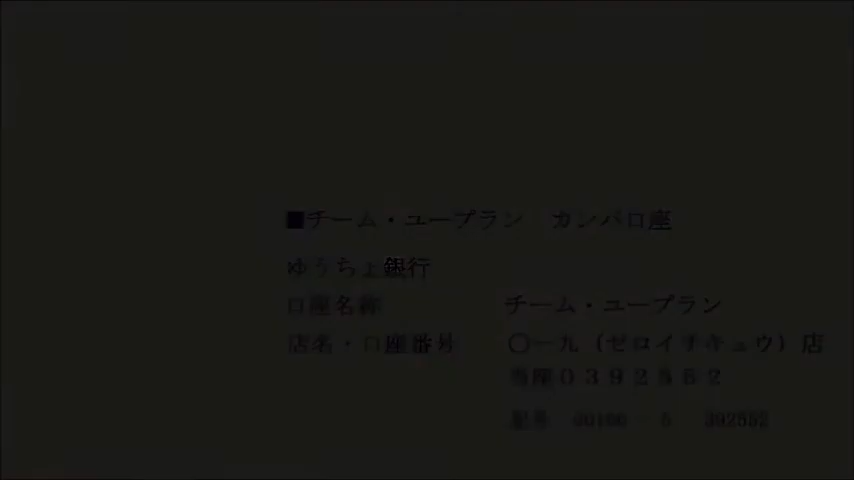 ■チーム・ユープラン　カンパ口座
ゆうちょ銀行
口座名称　チーム・ユープラン
店名・口座番号　〇一九（ゼロイチキュウ）店
当座０３９２５５２
記号　00100　392552